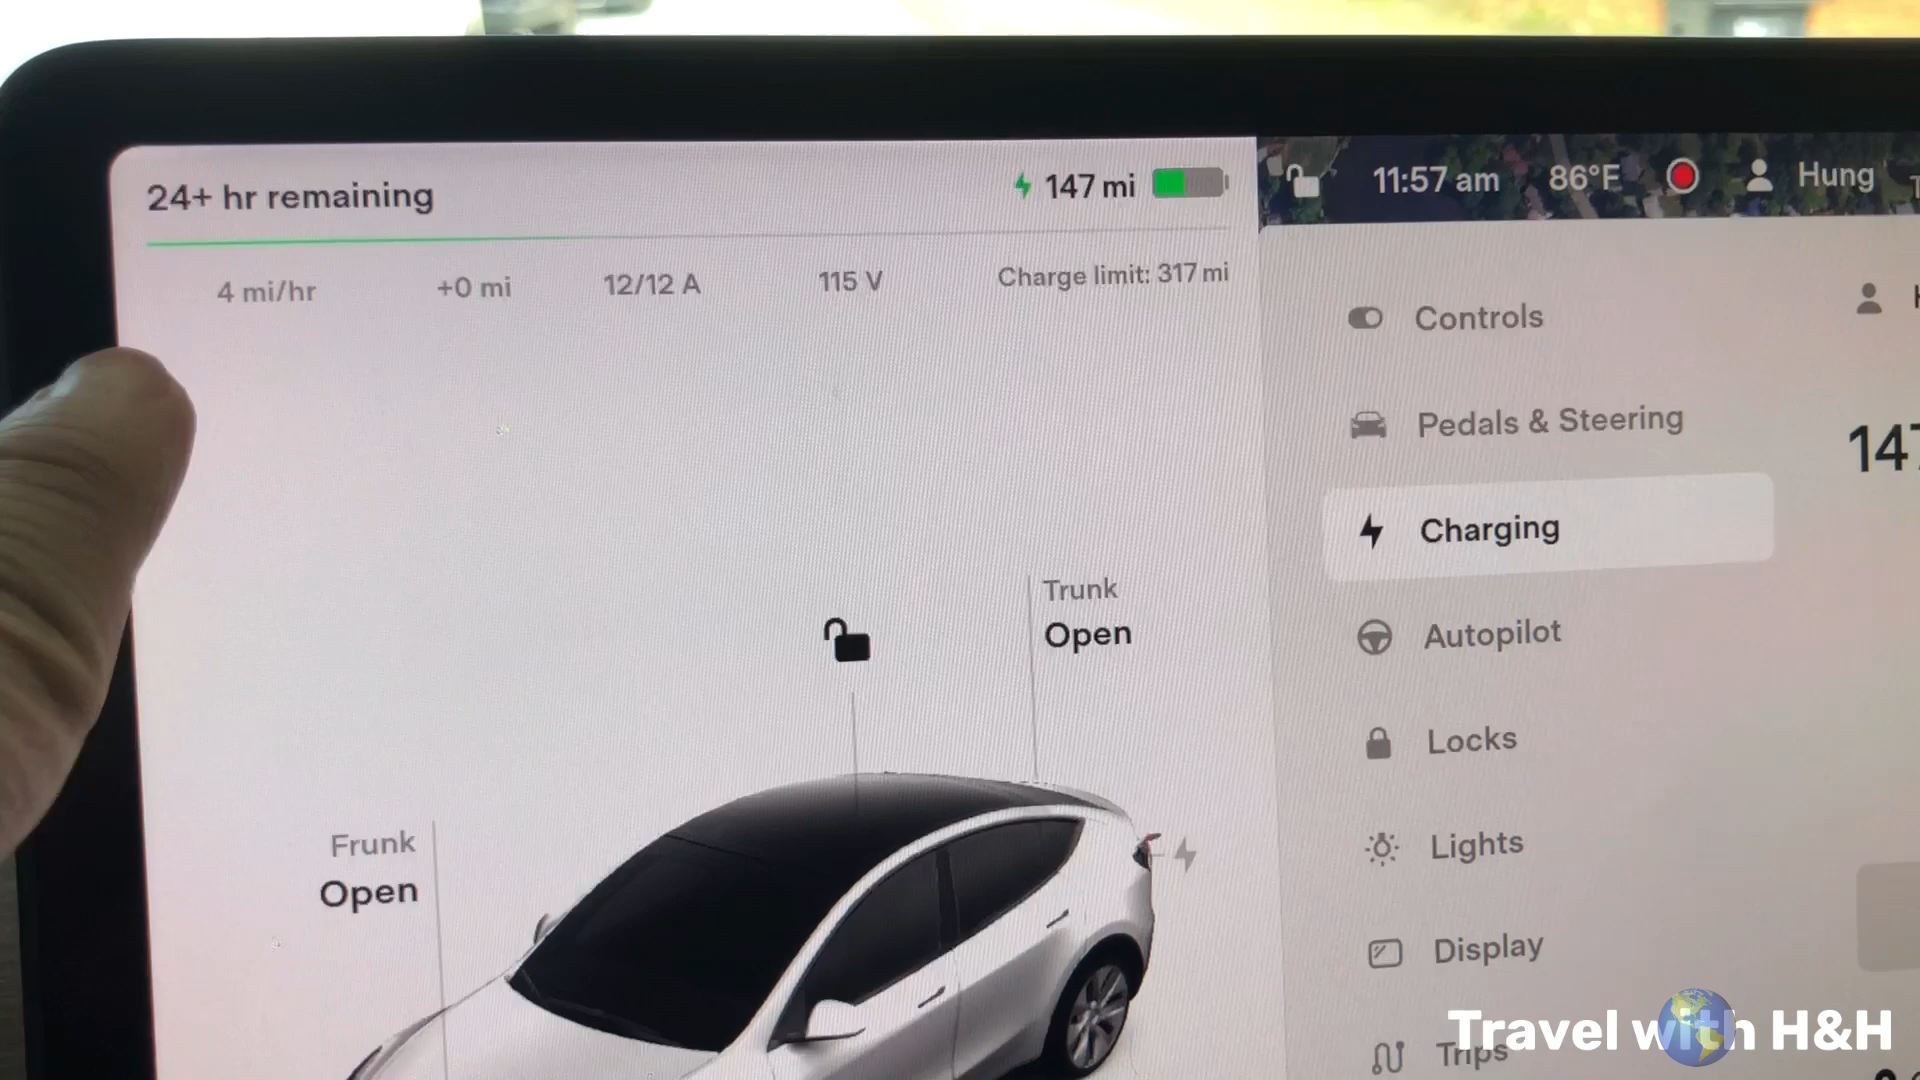 24+ hr remaining
147 mi
4 mi/hr
+0 mi
12/12 A
115 V
Charge limit: 317 mi
11:57 am
86°F
Hung
Controls
Pedals & Steering
Charging
Autopilot
Locks
Lights
Display
Trips
Trunk
Open
Frunk
Open
147
Travel with H&H